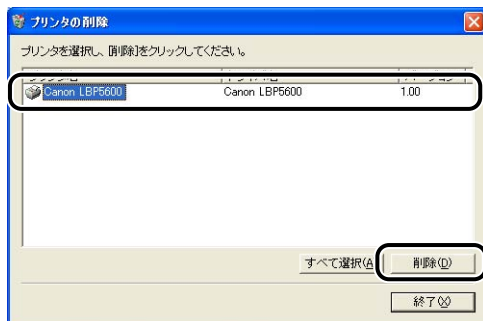 プリンタの削除
プリンタを選択し、[削除]をクリックしてください。
Canon LBP5600 Canon LBP5600 1.00
すべて選択(A 削除(D)
終了(X)